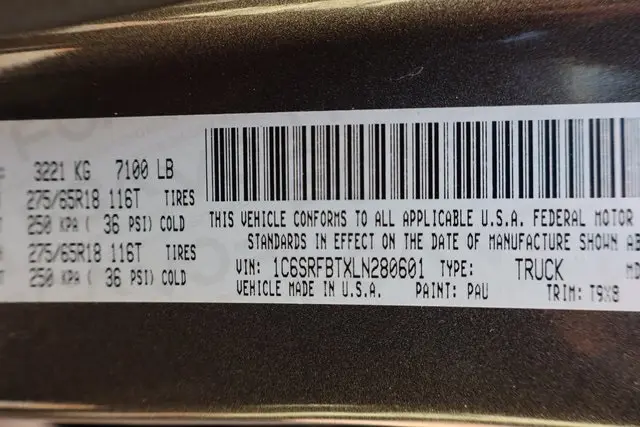 3221 KG 7100 LB
275/65R18 116T TIRES
250 KPA ( 36 PSI) COLD
275/65R18 116T TIRES
250 KPA ( 36 PSI) COLD
THIS VEHICLE CONFORMS TO ALL APPLICABLE U.S.A. FEDERAL MOTOR
STANDARDS IN EFFECT ON THE DATE OF MANUFACTURE SHOWN AB
VIN: 1C6SRFBTXLN280601 TYPE: TRUCK MD
VEHICLE MADE IN U.S.A. PAINT: PAU TRIM: T9X8